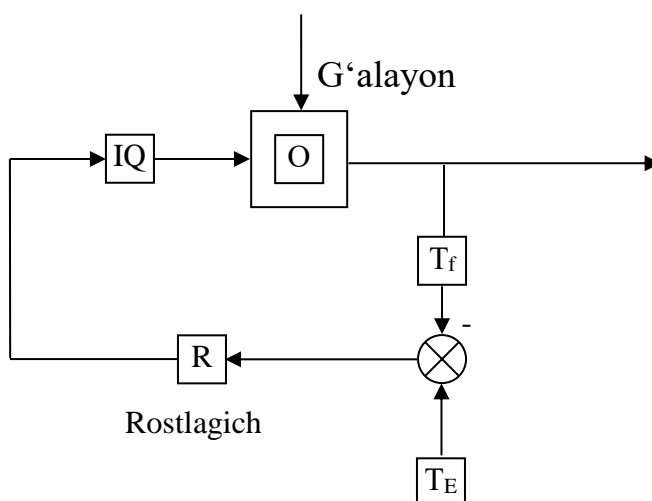 G‘alayon
IQ
O
Tf
-
R
Rostlagich
TE